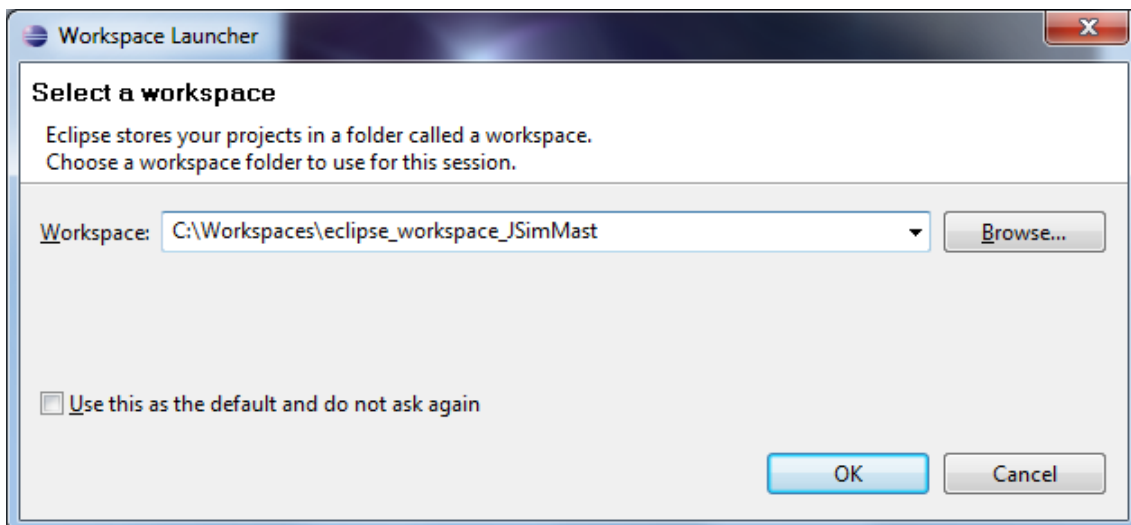 Workspace Launcher
Select a workspace
Eclipse stores your projects in a folder called a workspace.
Choose a workspace folder to use for this session.
Workspace: C:\Workspaces\eclipse_workspace_JSimMast Browse...
Use this as the default and do not ask again
OK Cancel